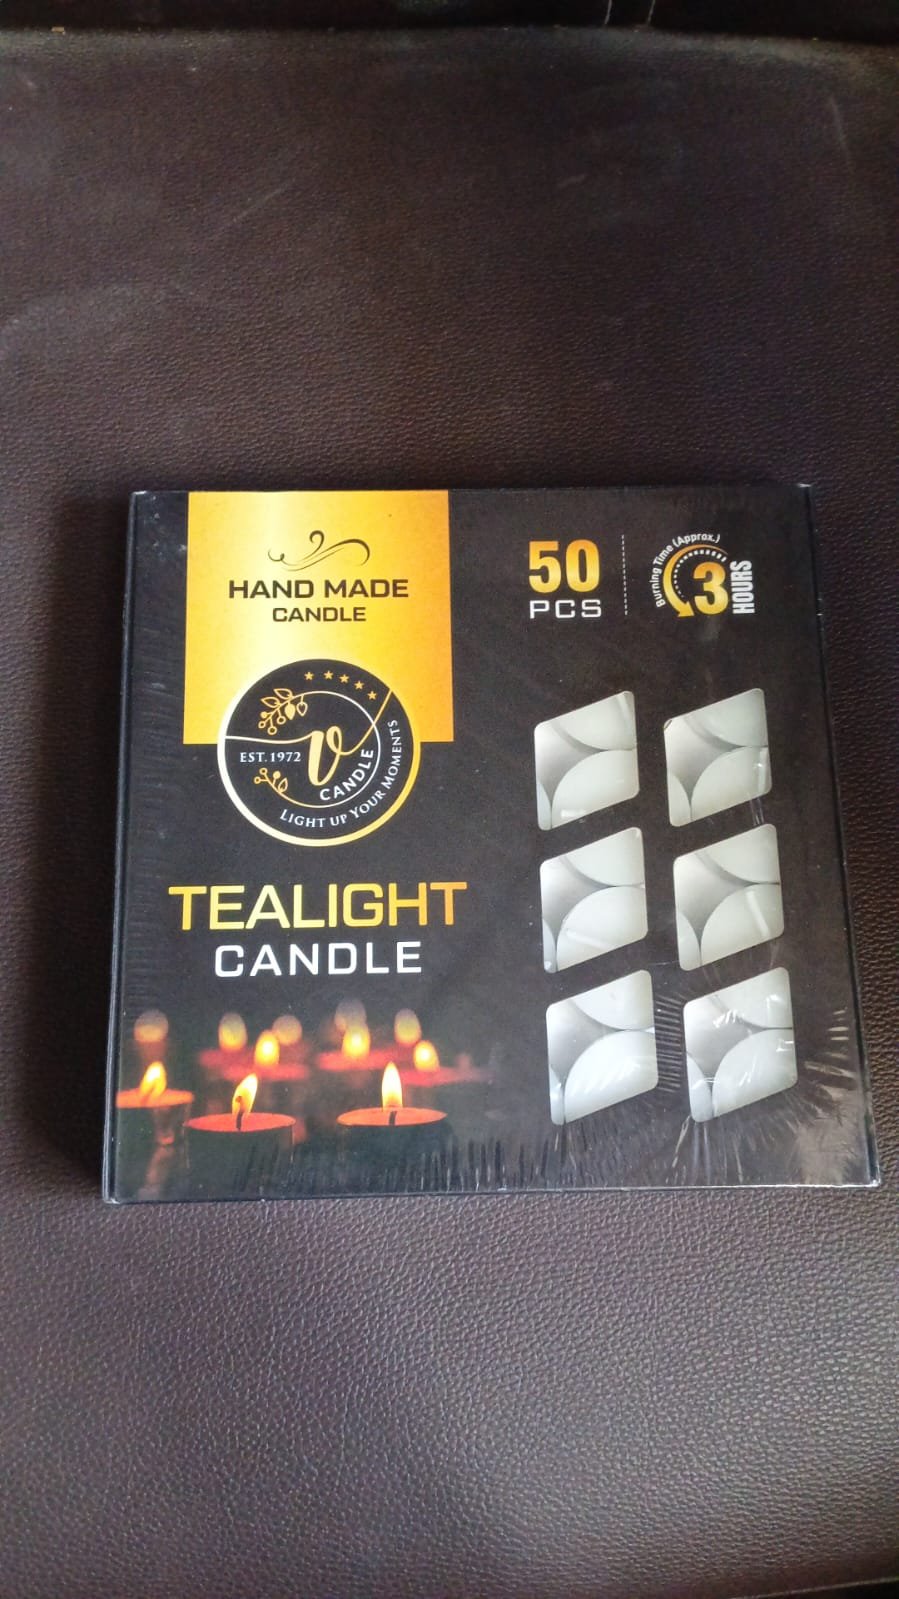 HAND MADE
CANDLE
EST. 1972
V
CANDLE
LIGHT UP YOUR MOMENTS
TEALIGHT
CANDLE
50
PCS
Burning Time (Approx.)
3
HOURS